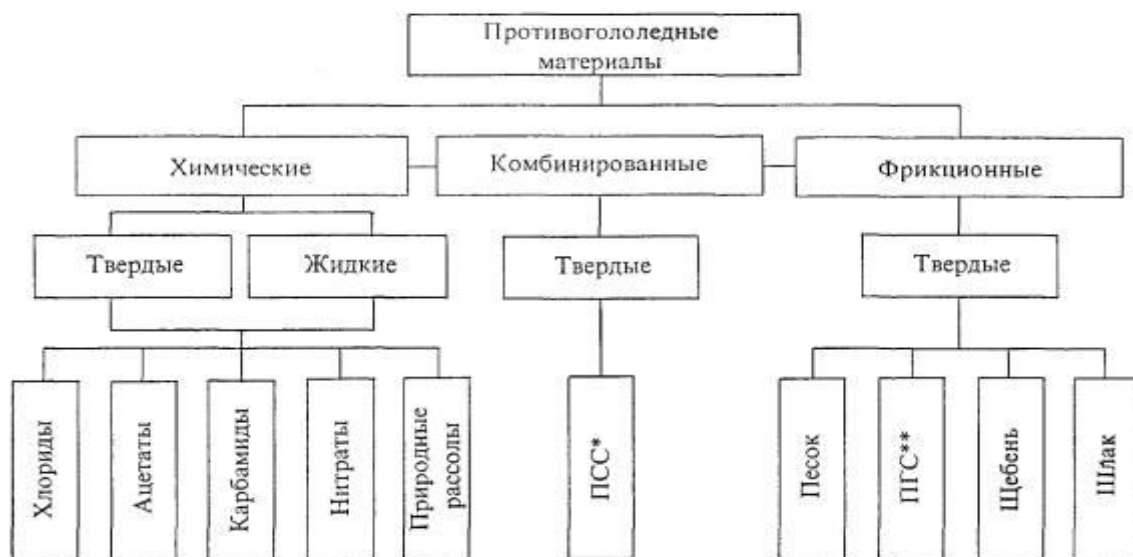 Противогололедные
материалы
Химические
Комбинированные
Фрикционные
Твердые
Жидкие
Твердые
Твердые
Хлориды
Ацетаты
Карбамиды
Нитраты
Природные
рассолы
ПСС*
Песок
ПГС**
Щебень
Шлак